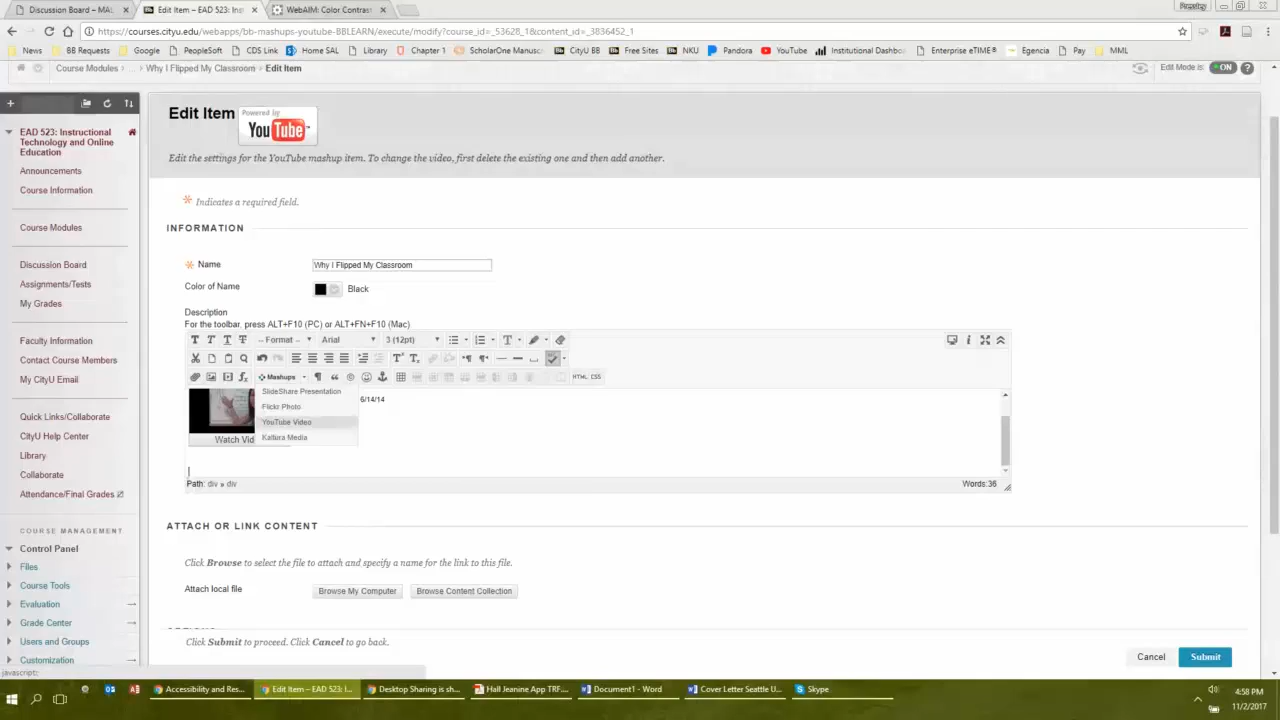 Discussion Board – MAL
Edit Item – EAD 523: Inst
WebAIM: Color Contrast
https://courses.cityu.edu/webapps/bb-mashups-youtube-BBLEARN/execute/modify?course_id=_53628_1&content_id=_3836452_1
News BB Requests Google PeopleSoft CDS Link Home SAL Library Chapter 1 ScholarOne Manusc CityU BB Free Sites NKU Pandora YouTube Institutional Dashbo Enterprise eTIME® Egencia Pay MML
Course Modules ... Why I Flipped My Classroom Edit Item
Edit Mode is: ON ?
EAD 523: Instructional
Technology and Online
Education
Announcements
Course Information
Course Modules
Discussion Board
Assignments/Tests
My Grades
Faculty Information
Contact Course Members
My CityU Email
Quick Links/Collaborate
CityU Help Center
Library
Collaborate
Attendance/Final Grades
COURSE MANAGEMENT
Control Panel
Files
Course Tools
Evaluation
Grade Center
Users and Groups
Customization
javascript:
Edit Item
Powered by
YouTube
Edit the settings for the YouTube mashup item. To change the video, first delete the existing one and then add another.
* Indicates a required field.
INFORMATION
* Name
Why I Flipped My Classroom
Color of Name
Black
Description
For the toolbar, press ALT+F10 (PC) or ALT+FN+F10 (Mac).
T T T T -- Format -- Arial 3 (12pt)
Mashups
HTML CSS
SlideShare Presentation
Flickr Photo
YouTube Video
Kaltura Media
6/14/14
Watch Vid
Path: div » div
Words:36
ATTACH OR LINK CONTENT
Click Browse to select the file to attach and specify a name for the link to this file.
Attach local file
Browse My Computer
Browse Content Collection
Click Submit to proceed. Click Cancel to go back.
Cancel
Submit
Accessibility and Res...
Edit Item – EAD 523: I...
Desktop Sharing is sh...
Hall Jeanine App TRF....
Document1 - Word
Cover Letter Seattle U...
Skype
4:58 PM
11/2/2017